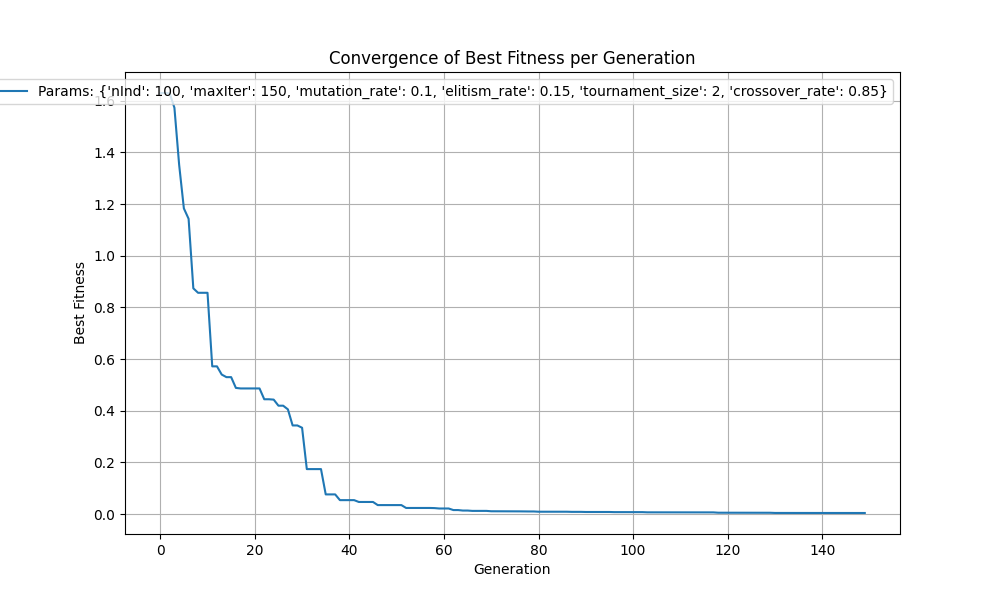 Convergence of Best Fitness per Generation
Params: {'nInd': 100, 'maxIter': 150, 'mutation_rate': 0.1, 'elitism_rate': 0.15, 'tournament_size': 2, 'crossover_rate': 0.85}
1.6
1.4
1.2
1.0
0.8
0.6
0.4
0.2
0.0
Best Fitness
0 20 40 60 80 100 120 140
Generation